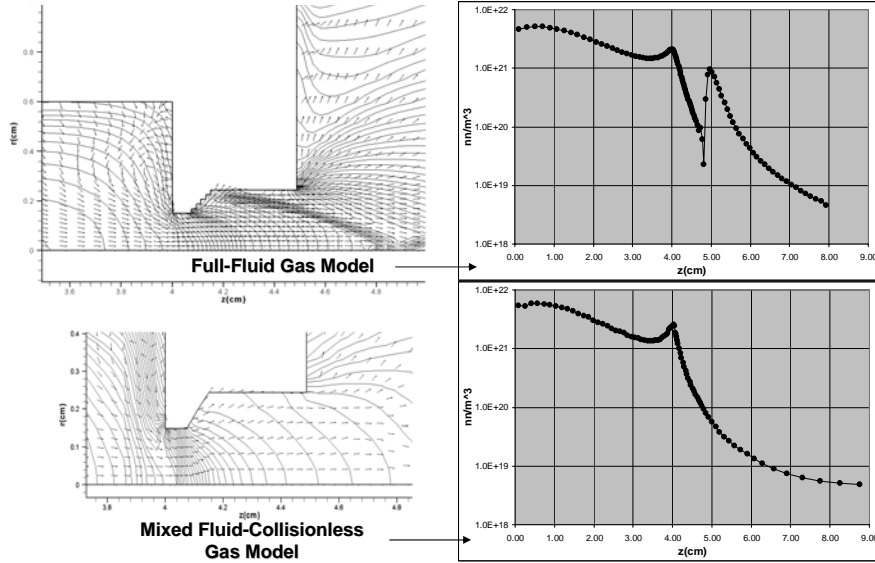 r(cm)
1
0.8
0.6
0.4
0.2
0
3.6
3.8
4
4.2
4.4
4.6
4.8
5
z(cm)
Full-Fluid Gas Model
nn/m^3
1.0E+22
1.0E+21
1.0E+20
1.0E+19
1.0E+18
0.00 1.00 2.00 3.00 4.00 5.00 6.00 7.00 8.00 9.00
z(cm)
r(cm)
0.4
0.3
0.2
0.1
0
3.8 4 4.2 4.4 4.6 4.8
z(cm)
Mixed Fluid-Collisionless
Gas Model
nn/m^3
1.0E+22
1.0E+21
1.0E+20
1.0E+19
1.0E+18
0.00 1.00 2.00 3.00 4.00 5.00 6.00 7.00 8.00 9.00
z(cm)